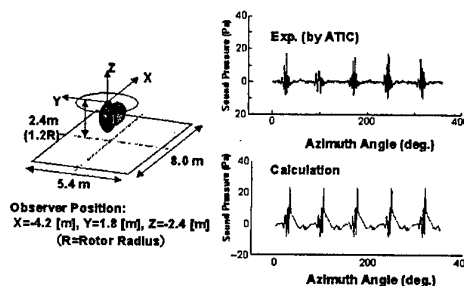 Z
X
Y
2.4m
(1.2R)
8.0 m
5.4 m
Observer Position:
X=-4.2 [m], Y=1.8 [m], Z=-2.4 [m]
(R=Rotor Radius)
Sound Pressure (Pa)
40
20
0
-20
Exp. (by ATIC)
0
200
40
Azimuth Angle (deg.)
Sound Pressure (Pa)
40
20
0
-20
Calculation
0
200
40
Azimuth Angle (deg.)